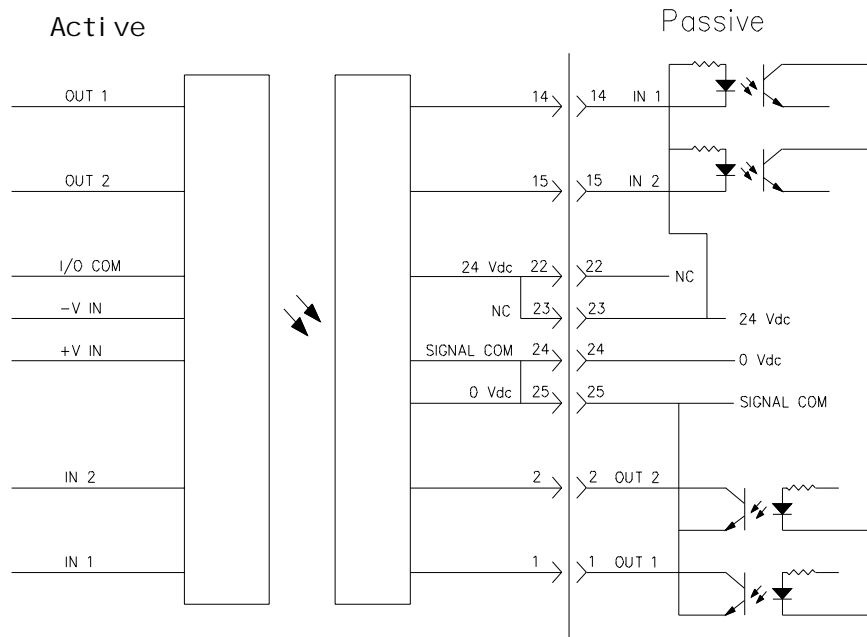 Active
Passive
OUT 1
14
14
IN 1
OUT 2
15
15
IN 2
I/O COM
24 Vdc
22
22
NC
-V IN
NC
23
23
24 Vdc
+V IN
SIGNAL COM
24
24
0 Vdc
0 Vdc
25
25
SIGNAL COM
IN 2
2
2
OUT 2
IN 1
1
1
OUT 1